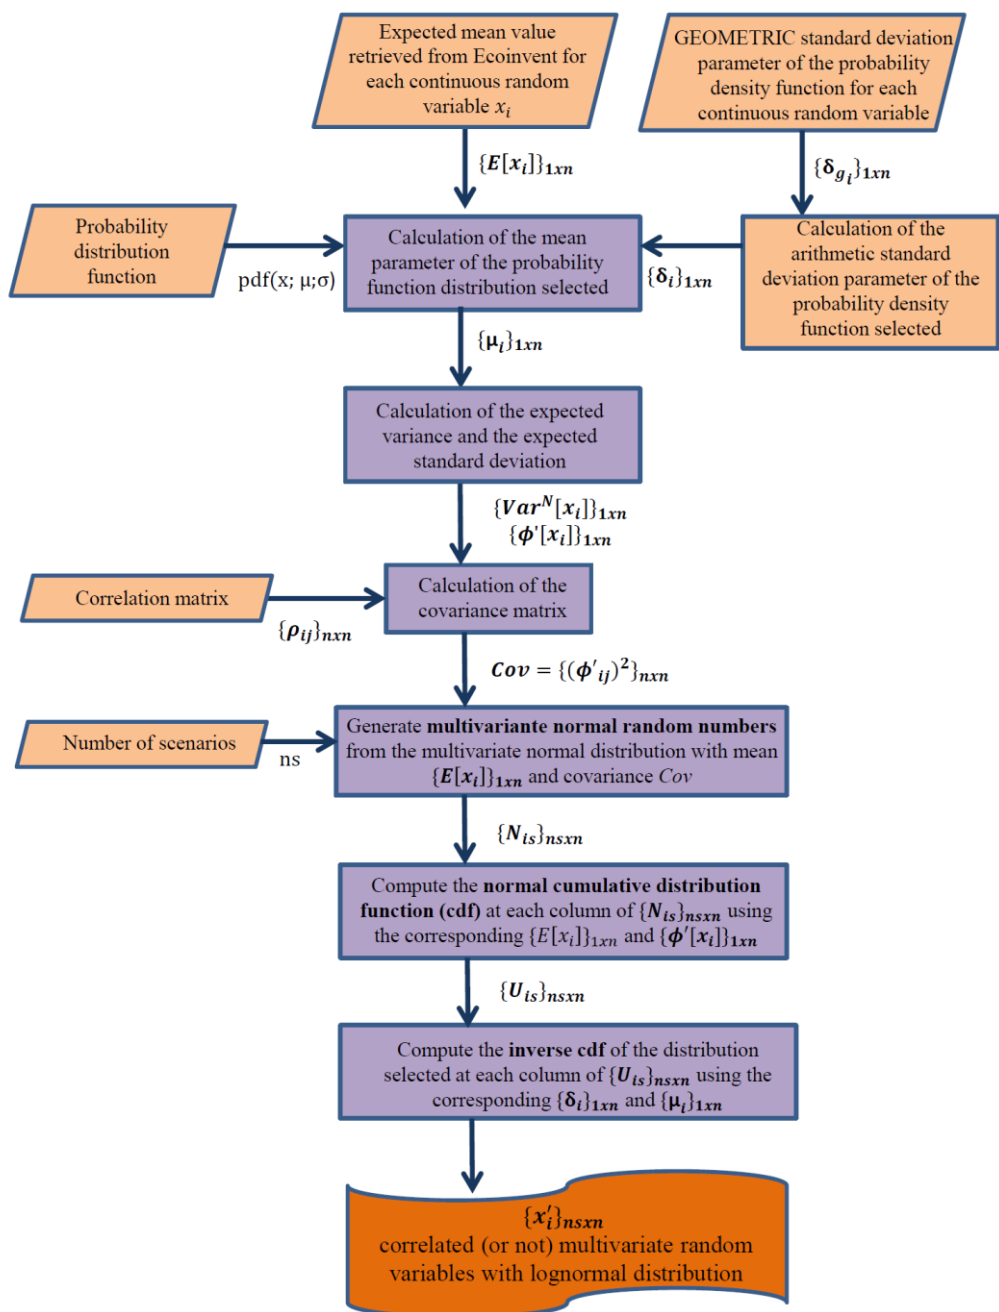 Expected mean value
retrieved from Ecoinvent for
each continuous random
variable xᵢ
GEOMETRIC standard deviation
parameter of the probability
density function for each
continuous random variable
{E[xᵢ]}₁ₓₙ
{δ_{g_i}}₁ₓₙ
Probability
distribution
function
pdf(x; μ;σ)
Calculation of the mean
parameter of the probability
function distribution selected
{δᵢ}₁ₓₙ
Calculation of the
arithmetic standard
deviation parameter of the
probability density
function selected
{μᵢ}₁ₓₙ
Calculation of the expected
variance and the expected
standard deviation
{Varᴺ[xᵢ]}₁ₓₙ
{ϕ'[xᵢ]}₁ₓₙ
Correlation matrix
{ρᵢⱼ}ₙₓₙ
Calculation of the
covariance matrix
Cov = {(ϕ′ᵢⱼ)²}ₙₓₙ
Number of scenarios
ns
Generate multivariante normal random numbers
from the multivariate normal distribution with mean
{E[xᵢ]}₁ₓₙ and covariance Cov
{Nᵢₛ}ₙₛₓₙ
Compute the normal cumulative distribution
function (cdf) at each column of {Nᵢₛ}ₙₛₓₙ using
the corresponding {E[xᵢ]}₁ₓₙ and {ϕ′[xᵢ]}₁ₓₙ
{Uᵢₛ}ₙₛₓₙ
Compute the inverse cdf of the distribution
selected at each column of {Uᵢₛ}ₙₛₓₙ using the
corresponding {δᵢ}₁ₓₙ and {μᵢ}₁ₓₙ
{x′ᵢ}ₙₛₓₙ
correlated (or not) multivariate random
variables with lognormal distribution